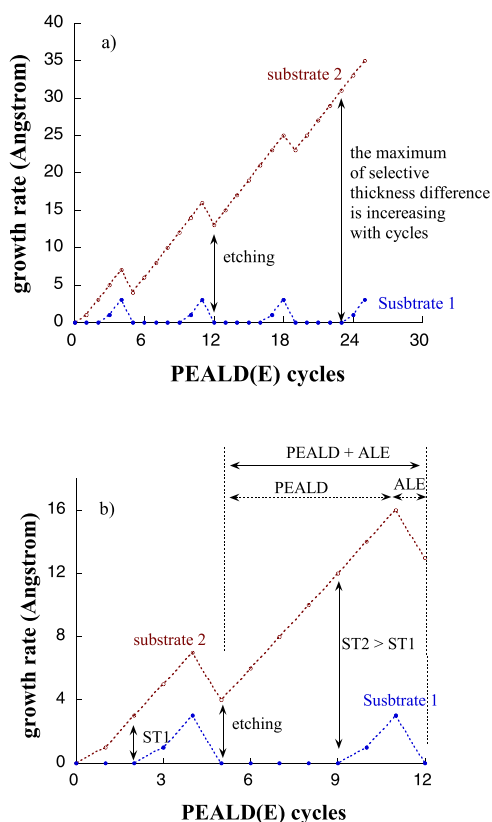 a)
growth rate (Angstrom)
40
35
30
25
20
15
10
5
0
substrate 2
the maximum
of selective
thickness difference
is incereasing
with cycles
etching
Susbtrate 1
0 6 12 18 24 30
PEALD(E) cycles
PEALD + ALE
PEALD ALE
b)
growth rate (Angstrom)
16
12
8
4
0
substrate 2
ST2 > ST1
Susbtrate 1
ST1
etching
0 3 6 9 12
PEALD(E) cycles